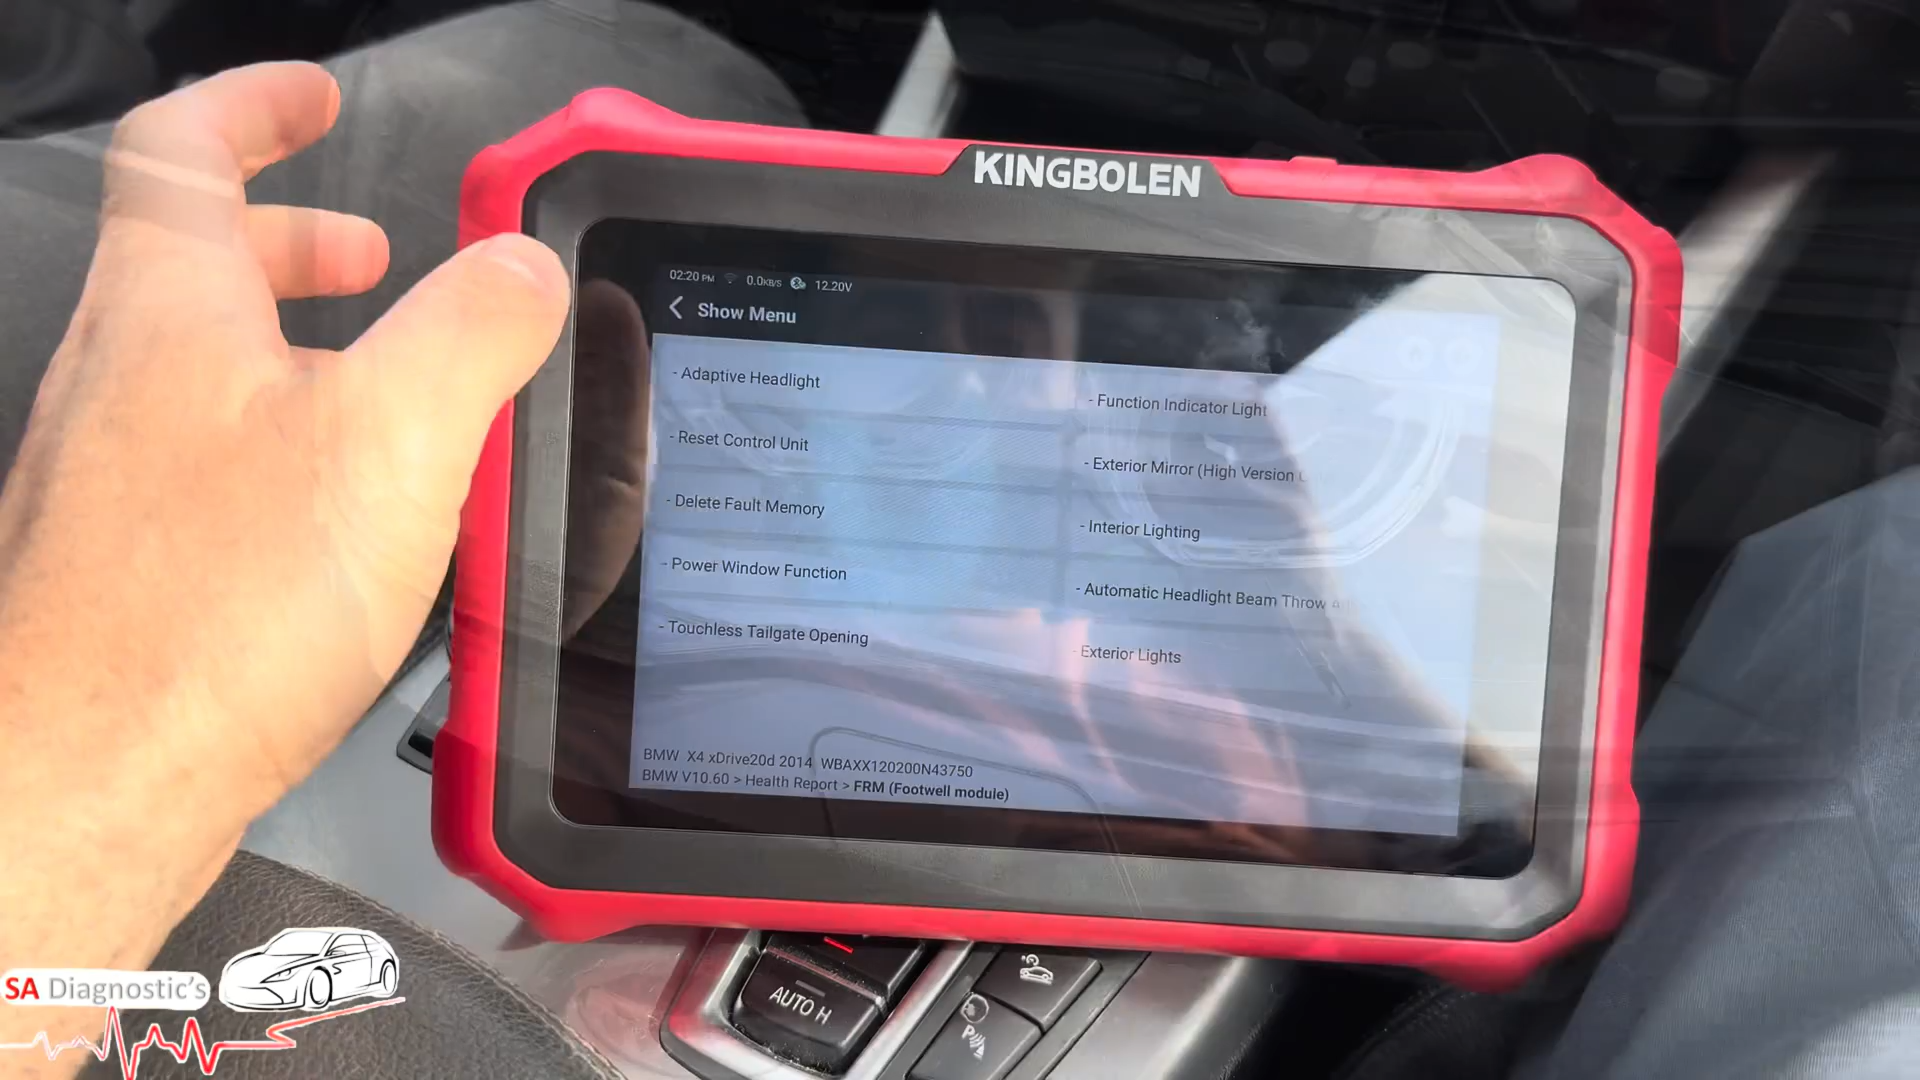 KINGBOLEN
02:20 PM 0.0KB/S 12.20V
Show Menu
- Adaptive Headlight
- Function Indicator Light
- Reset Control Unit
- Exterior Mirror (High Version
- Delete Fault Memory
- Interior Lighting
- Power Window Function
- Automatic Headlight Beam Throw
- Touchless Tailgate Opening
- Exterior Lights
BMW X4 xDrive20d 2014 WBAXX120200N43750
BMW V10.60 > Health Report > FRM (Footwell module)
AUTO H
P
SA Diagnostic's